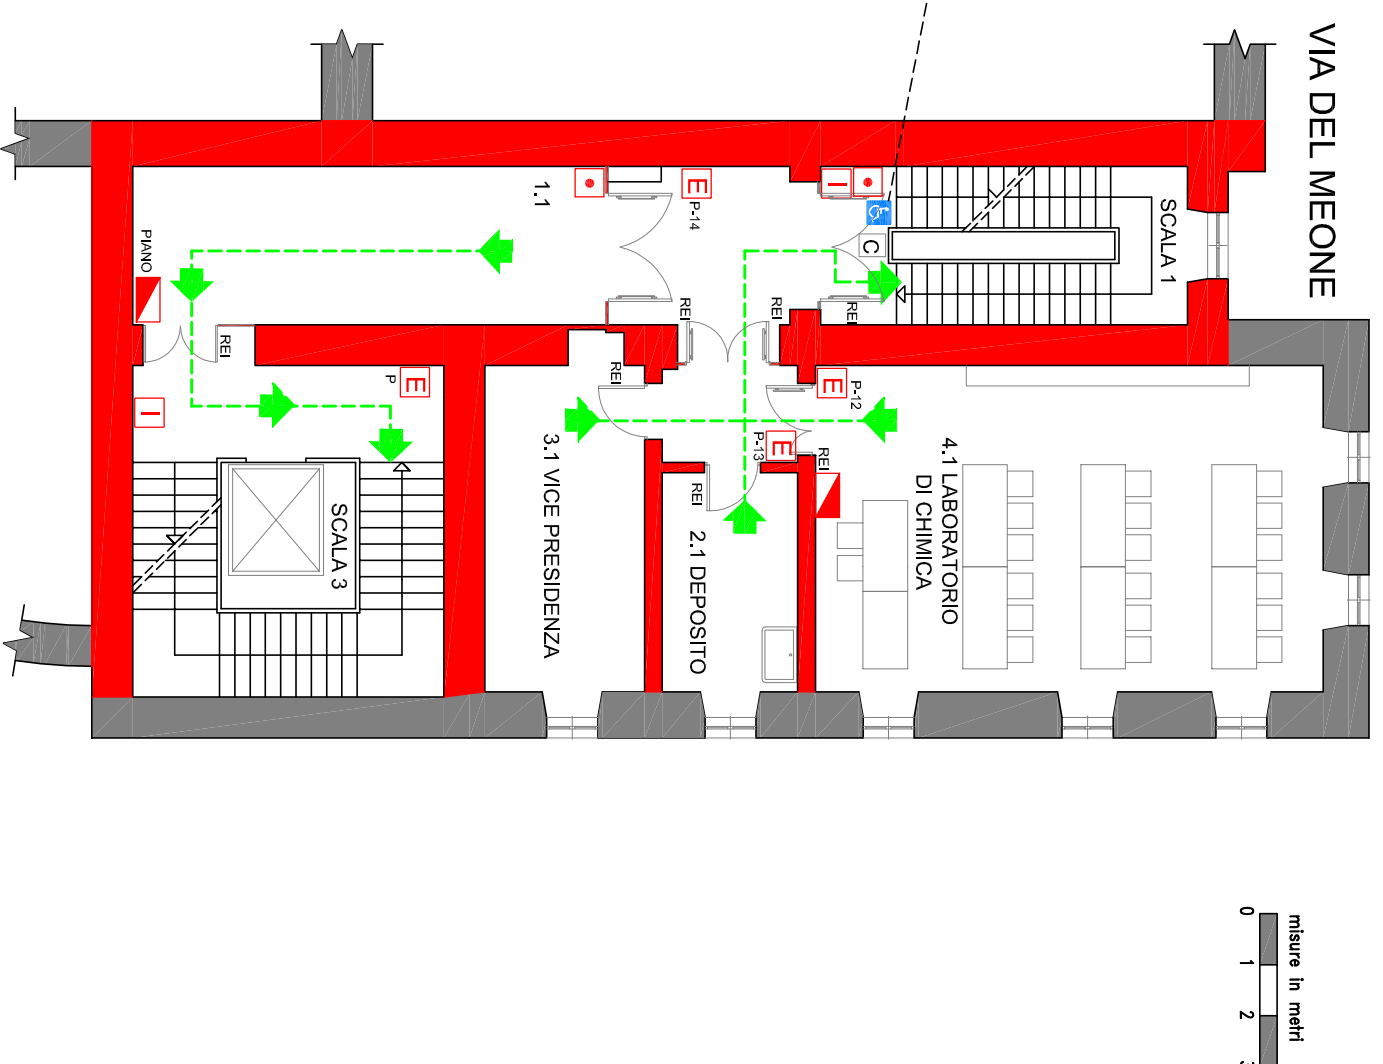 VIA DEL MEONE
SCALA 1
I
C
E
P-14
1.1
PIANO
REI
REI
REI
REI
REI
E
P
I
E
P-12
E
P-13
REI
REI
4.1 LABORATORIO
DI CHIMICA
3.1 VICE PRESIDENZA
2.1 DEPOSITO
SCALA 3
misure in metri
0 1 2